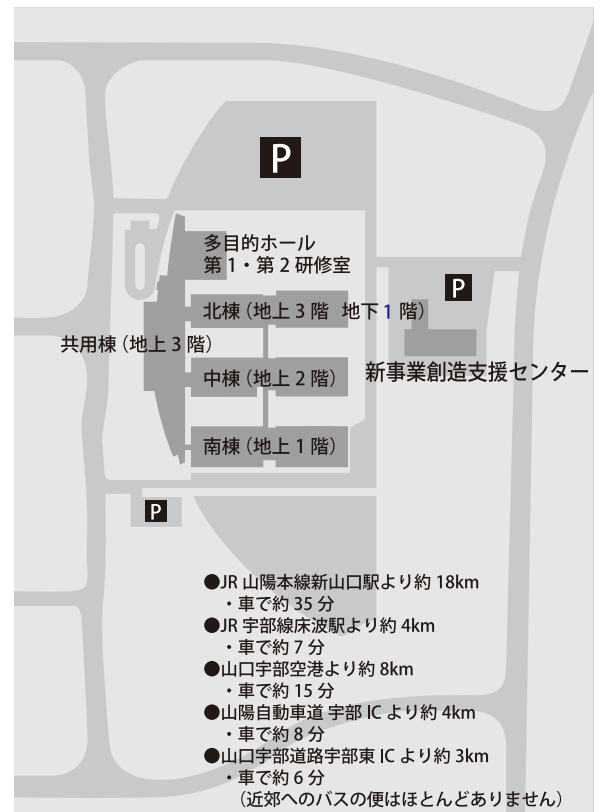 P
多目的ホール
第1・第2研修室
P
北棟（地上3階 地下1階）
共用棟（地上3階）
新事業創造支援センター
中棟（地上2階）
南棟（地上1階）
P
●JR 山陽本線新山口駅より約 18km
・車で約 35 分
●JR 宇部線床波駅より約 4km
・車で約 7 分
●山口宇部空港より約 8km
・車で約 15 分
●山陽自動車道 宇部 IC より約 4km
・車で約 8 分
●山口宇部道路宇部東 IC より約 3km
・車で約 6 分
（近郊へのバスの便はほとんどありません）